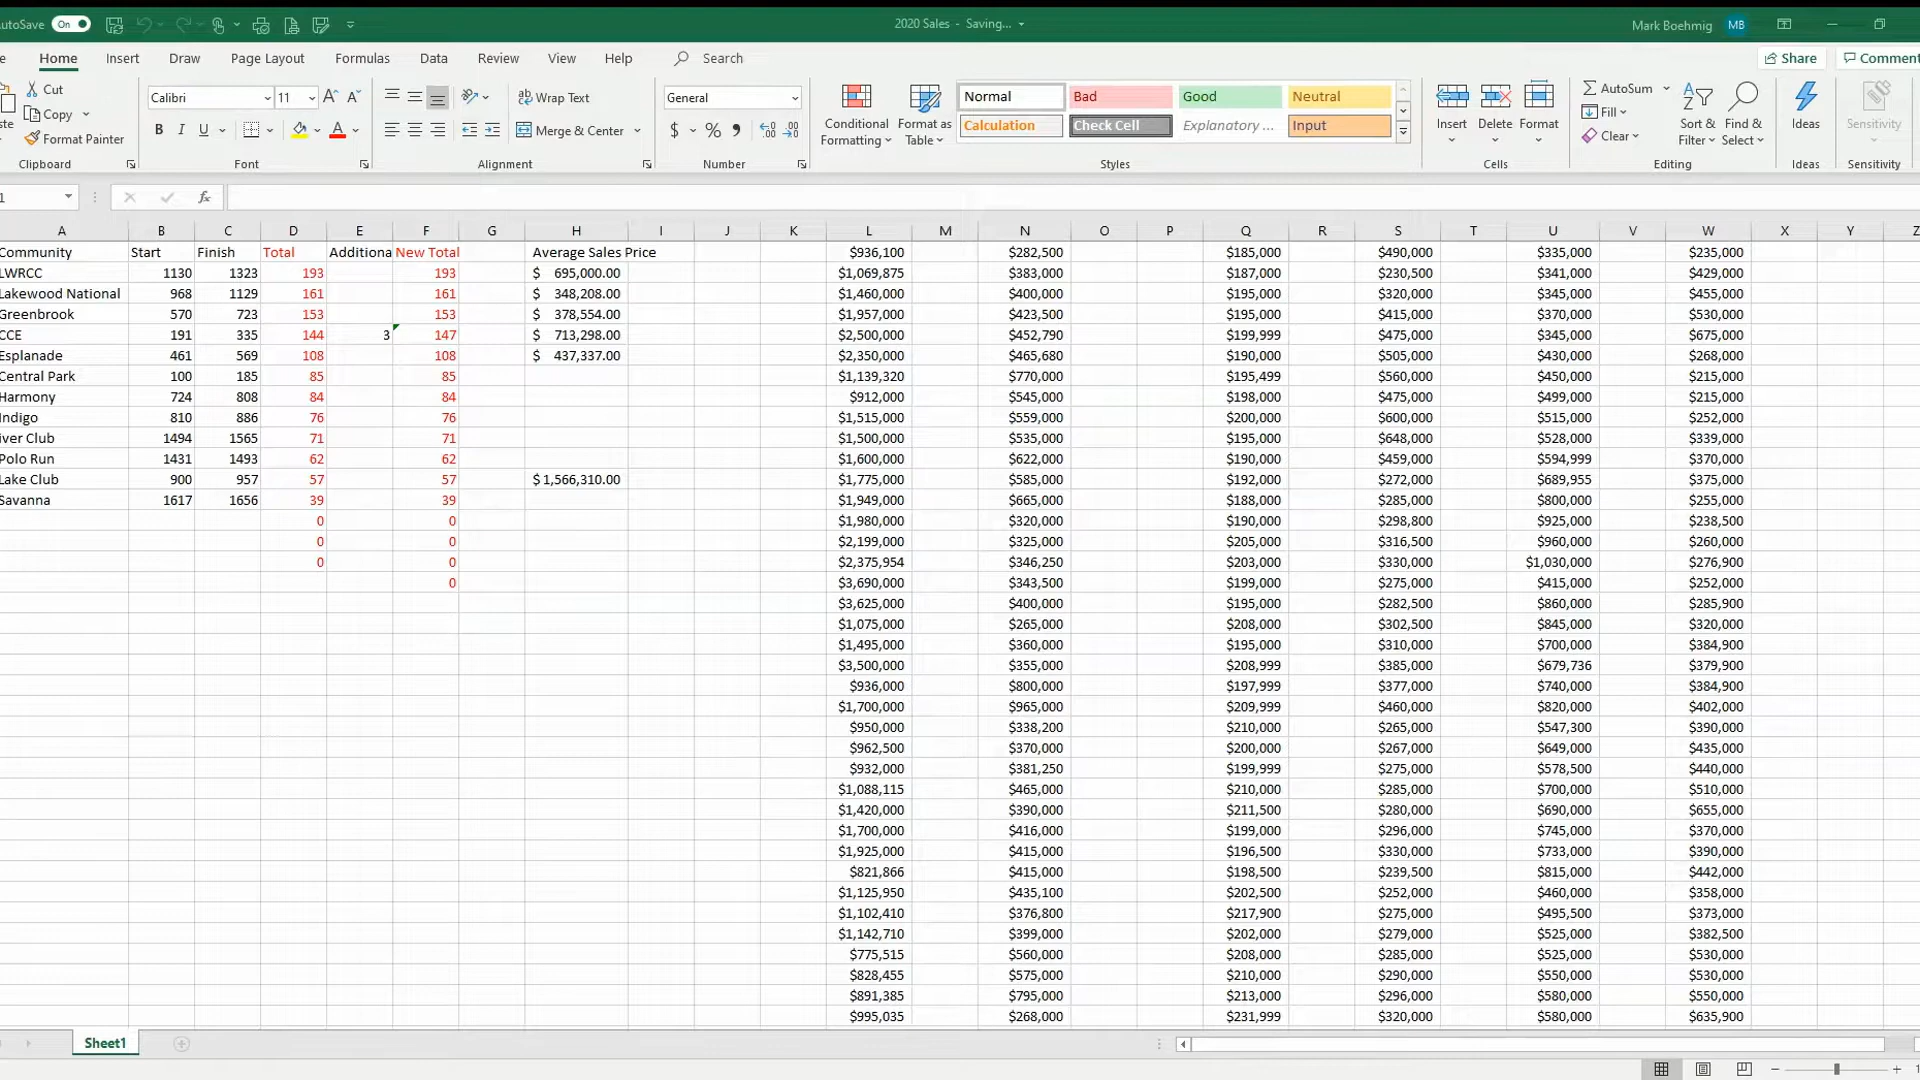 AutoSave On 2020 Sales - Saving... Mark Boehmig MB
Home Insert Draw Page Layout Formulas Data Review View Help Search Share Comment
Cut
Copy
Format Painter
Clipboard
Calibri 11 A A
B I U A
Font
Wrap Text
Merge & Center
Alignment
General
$ % 9
Number
Conditional Formatting
Format as Table
Normal Bad Good Neutral
Calculation Check Cell Explanatory ... Input
Styles
Insert Delete Format
Cells
AutoSum
Fill
Clear
Sort & Filter
Find & Select
Editing
Ideas
Ideas
Sensitivity
Sensitivity
1 fx
A B C D E F G H I J K L M N O P Q R S T U V W X Y Z
Community Start Finish Total Additiona New Total Average Sales Price $936,100 $282,500 $185,000 $490,000 $335,000 $235,000
LWRCC 1130 1323 193 193 $ 695,000.00 $1,069,875 $383,000 $187,000 $230,500 $341,000 $429,000
Lakewood National 968 1129 161 161 $ 348,208.00 $1,460,000 $400,000 $195,000 $320,000 $345,000 $455,000
Greenbrook 570 723 153 153 $ 378,554.00 $1,957,000 $423,500 $195,000 $415,000 $370,000 $530,000
CCE 191 335 144 3 147 $ 713,298.00 $2,500,000 $452,790 $199,999 $475,000 $345,000 $675,000
Esplanade 461 569 108 108 $ 437,337.00 $2,350,000 $465,680 $190,000 $505,000 $430,000 $268,000
Central Park 100 185 85 85 $1,139,320 $770,000 $195,499 $560,000 $450,000 $215,000
Harmony 724 808 84 84 $912,000 $545,000 $198,000 $475,000 $499,000 $215,000
Indigo 810 886 76 76 $1,515,000 $559,000 $200,000 $600,000 $515,000 $252,000
iver Club 1494 1565 71 71 $1,500,000 $535,000 $195,000 $648,000 $528,000 $339,000
Polo Run 1431 1493 62 62 $1,600,000 $622,000 $190,000 $459,000 $594,999 $370,000
Lake Club 900 957 57 57 $ 1,566,310.00 $1,775,000 $585,000 $192,000 $272,000 $689,955 $375,000
Savanna 1617 1656 39 39 $1,949,000 $665,000 $188,000 $285,000 $800,000 $255,000
0 0 $1,980,000 $320,000 $190,000 $298,800 $925,000 $238,500
0 0 $2,199,000 $325,000 $205,000 $316,500 $960,000 $260,000
0 0 $2,375,954 $346,250 $203,000 $330,000 $1,030,000 $276,900
0 $3,690,000 $343,500 $199,000 $275,000 $415,000 $252,000
$3,625,000 $400,000 $195,000 $282,500 $860,000 $285,900
$1,075,000 $265,000 $208,000 $302,500 $845,000 $320,000
$1,495,000 $360,000 $195,000 $310,000 $700,000 $384,900
$3,500,000 $355,000 $208,999 $385,000 $679,736 $379,900
$936,000 $800,000 $197,999 $377,000 $740,000 $384,900
$1,700,000 $965,000 $209,999 $460,000 $820,000 $402,000
$950,000 $338,200 $210,000 $265,000 $547,300 $390,000
$962,500 $370,000 $200,000 $267,000 $649,000 $435,000
$932,000 $381,250 $199,999 $275,000 $578,500 $440,000
$1,088,115 $465,000 $210,000 $285,000 $700,000 $510,000
$1,420,000 $390,000 $211,500 $280,000 $690,000 $655,000
$1,700,000 $416,000 $199,000 $296,000 $745,000 $370,000
$1,925,000 $415,000 $196,500 $330,000 $733,000 $390,000
$821,866 $415,000 $198,500 $239,500 $815,000 $442,000
$1,125,950 $435,100 $202,500 $252,000 $460,000 $358,000
$1,102,410 $376,800 $217,900 $275,000 $495,500 $373,000
$1,142,710 $399,000 $202,000 $279,000 $525,000 $382,500
$775,515 $560,000 $208,000 $285,000 $525,000 $530,000
$828,455 $575,000 $210,000 $290,000 $550,000 $530,000
$891,385 $795,000 $213,000 $296,000 $580,000 $550,000
$995,035 $268,000 $231,999 $320,000 $580,000 $635,900
Sheet1